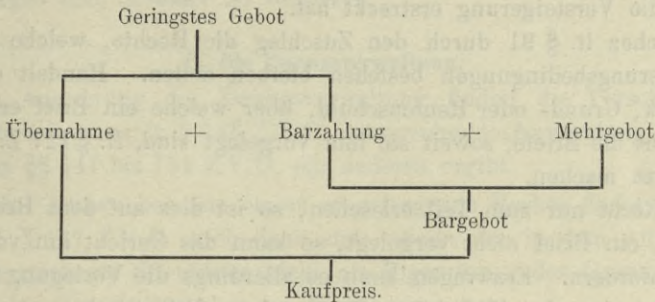 Geringstes Gebot
Übernahme + Barzahlung + Mehrgebot
Bargebot
Kaufpreis.